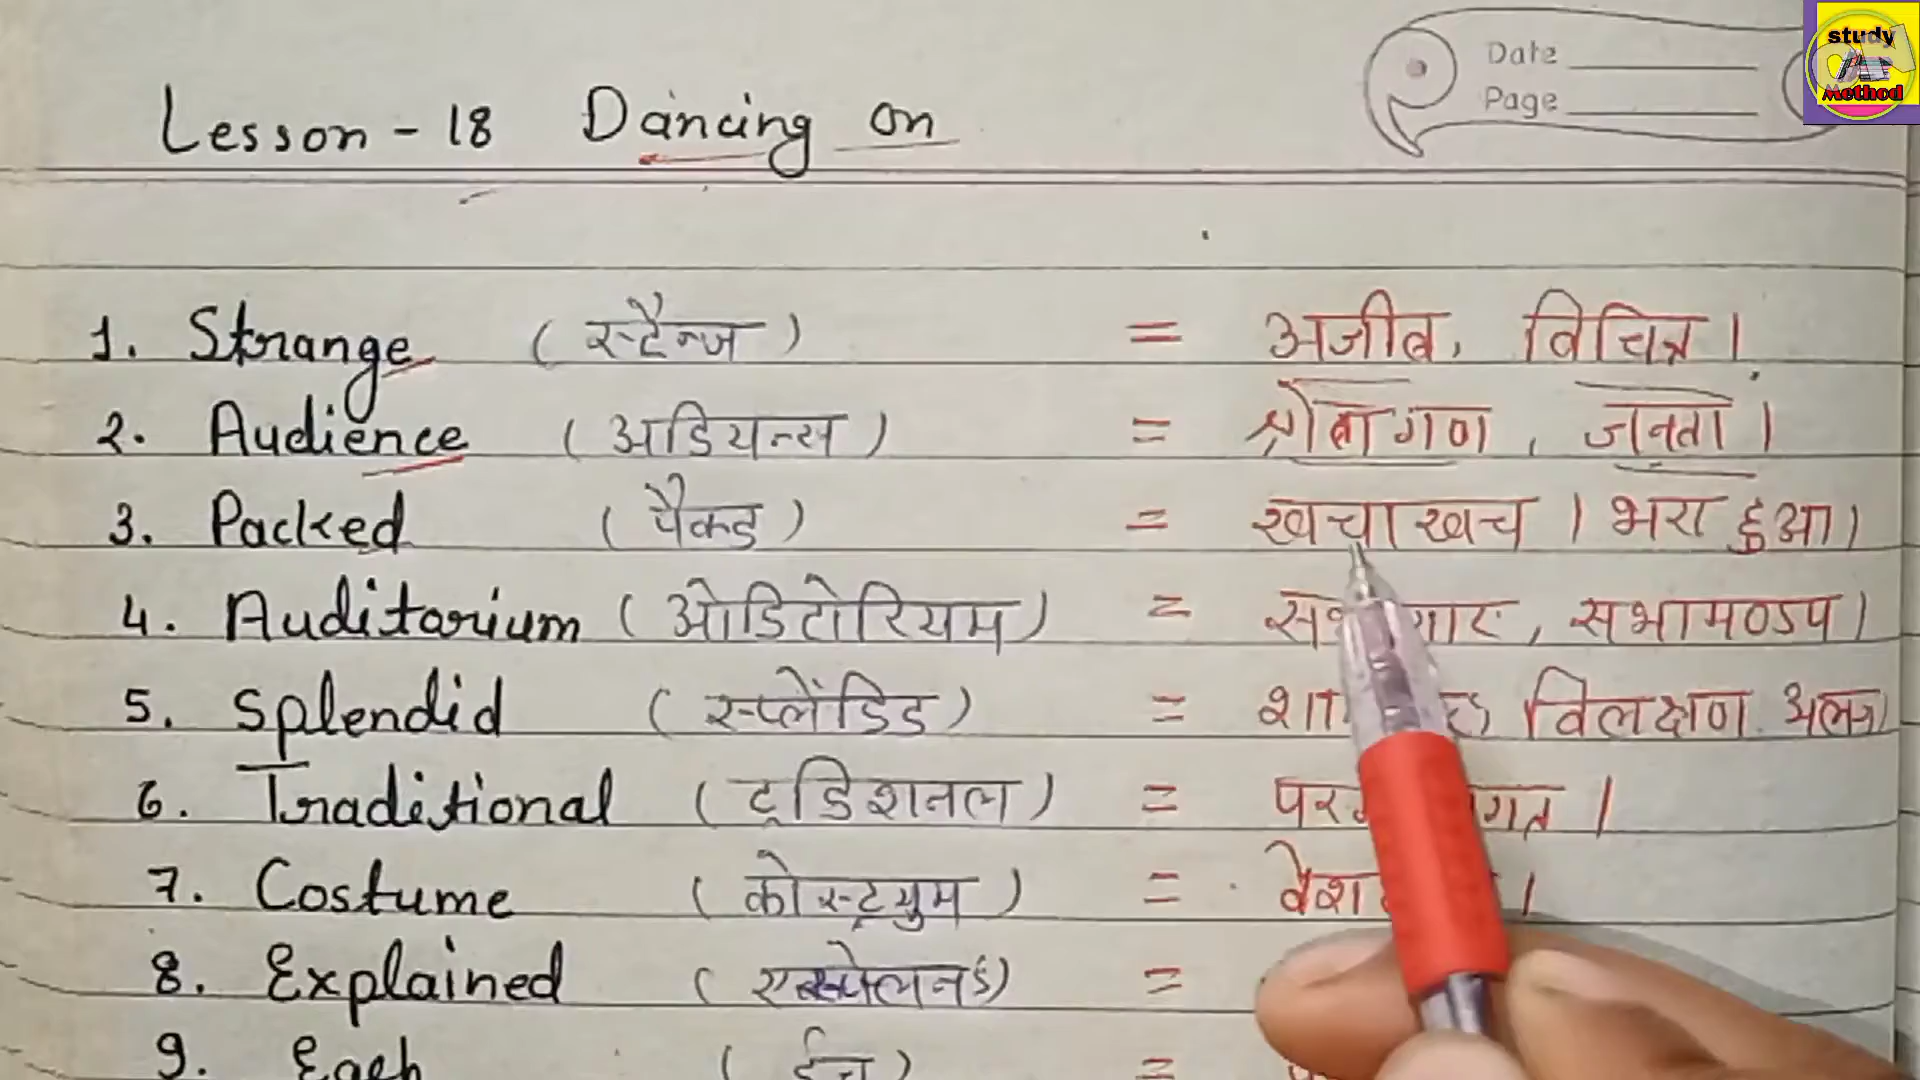 study
Method
Date
Page
Lesson - 18 Dancing on
1. Strange (स्टैन्ज) = अजीब, विचित्र।
2. Audience (अडियन्स) = श्रोतागण, जनता।
3. Packed (पैक्ड) = खचाखच । भरा हुआ।
4. Auditorium (ओडिटोरियम) = सभामण्डप।
5. Splendid (स्प्लेंडिड) = विलक्षण
6. Traditional (ट्रडिशनल) =
7. Costume (कोस्ट्युम) =
8. Explained =
9. Each (ईच) =